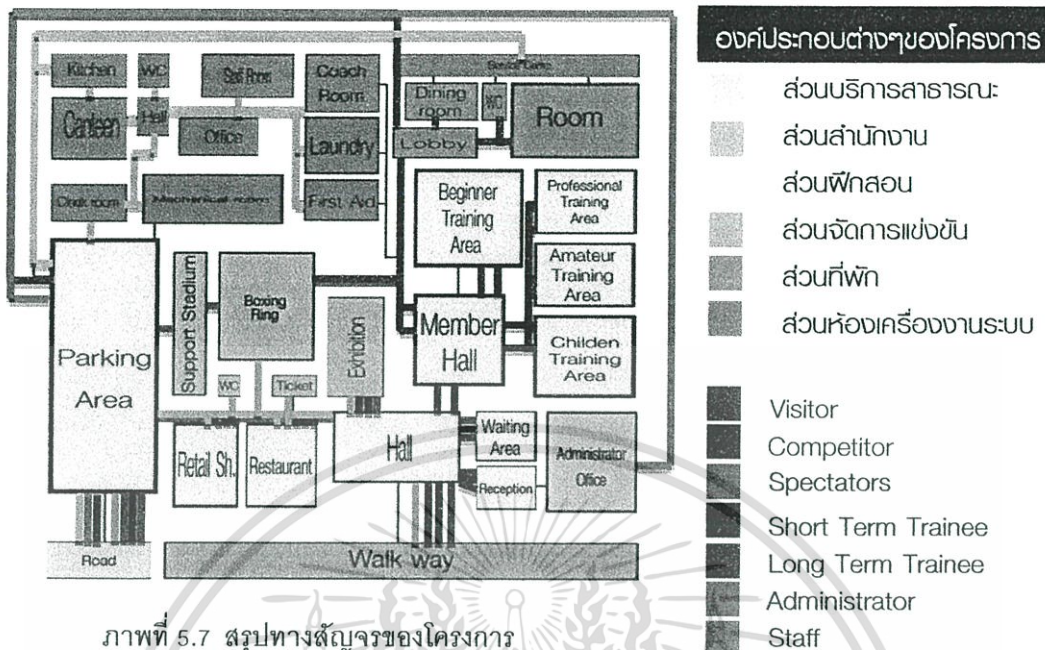 Kitchen
WC
Staff Room
Coach
Room
Canteen
Hall
Office
Laundry
First Aid
Mechanical room
Dining
room
WC
Room
Lobby
Beginner
Training
Area
Professional
Training
Area
Amateur
Training
Area
Childen
Training
Area
Member
Hall
Parking
Area
Support Stadium
Boxing
Ring
Exhibition
WC
Ticket
Retail Sh.
Restaurant
Hall
Waiting
Area
Reception
Administrator
Office
Road
Walk way
ภาพที่ 5.7 สรุปทางสัญจรของโครงการ
องค์ประกอบต่างๆของโครงการ
ส่วนบริการสาธารณะ
ส่วนสำนักงาน
ส่วนฝึกสอน
ส่วนจัดการแข่งขัน
ส่วนที่พัก
ส่วนห้องเครื่องงานระบบ
Visitor
Competitor
Spectators
Short Term Trainee
Long Term Trainee
Administrator
Staff